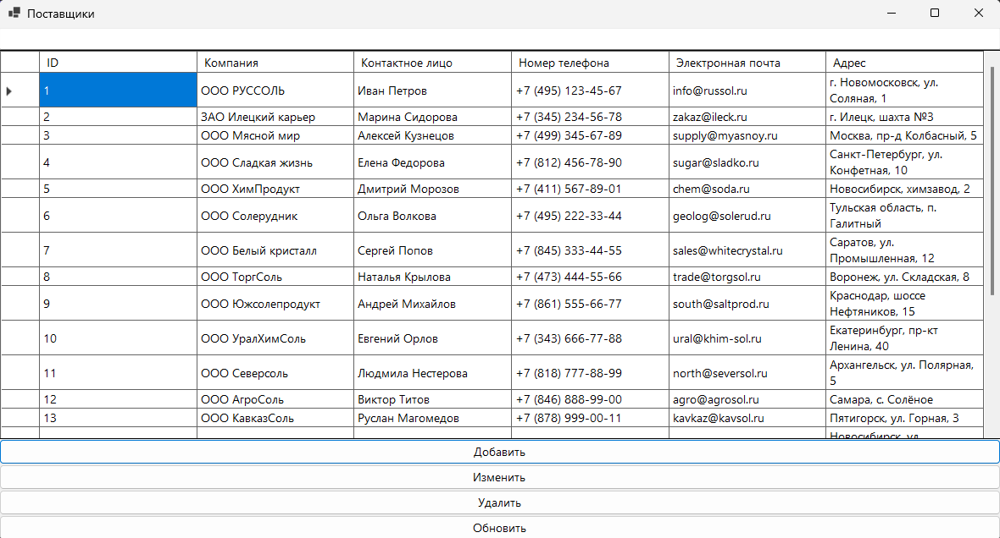 Поставщики
ID Компания Контактное лицо Номер телефона Электронная почта Адрес
1 ООО РУССОЛЬ Иван Петров +7 (495) 123-45-67 info@russol.ru г. Новомосковск, ул.
Соляная, 1
2 ЗАО Илецкий карьер Марина Сидорова +7 (345) 234-56-78 zakaz@ileck.ru г. Илецк, шахта №3
3 ООО Мясной мир Алексей Кузнецов +7 (499) 345-67-89 supply@myasnoy.ru Москва, пр-д Колбасный, 5
4 ООО Сладкая жизнь Елена Федорова +7 (812) 456-78-90 sugar@sladko.ru Санкт-Петербург, ул.
Конфетная, 10
5 ООО ХимПродукт Дмитрий Морозов +7 (411) 567-89-01 chem@soda.ru Новосибирск, химзавод, 2
6 ООО Солерудник Ольга Волкова +7 (495) 222-33-44 geolog@solerud.ru Тульская область, п.
Галитный
7 ООО Белый кристалл Сергей Попов +7 (845) 333-44-55 sales@whitecrystal.ru Саратов, ул.
Промышленная, 12
8 ООО ТоргСоль Наталья Крылова +7 (473) 444-55-66 trade@torgsol.ru Воронеж, ул. Складская, 8
9 ООО Южсолепродукт Андрей Михайлов +7 (861) 555-66-77 south@saltprod.ru Краснодар, шоссе
Нефтяников, 15
10 ООО УралХимСоль Евгений Орлов +7 (343) 666-77-88 ural@khim-sol.ru Екатеринбург, пр-кт
Ленина, 40
11 ООО Северсоль Людмила Нестерова +7 (818) 777-88-99 north@seversol.ru Архангельск, ул. Полярная,
5
12 ООО АгроСоль Виктор Титов +7 (846) 888-99-00 agro@agrosol.ru Самара, с. Солёное
13 ООО КавказСоль Руслан Магомедов +7 (878) 999-00-11 kavkaz@kavsol.ru Пятигорск, ул. Горная, 3
Новосибирск, ул.
Добавить
Изменить
Удалить
Обновить